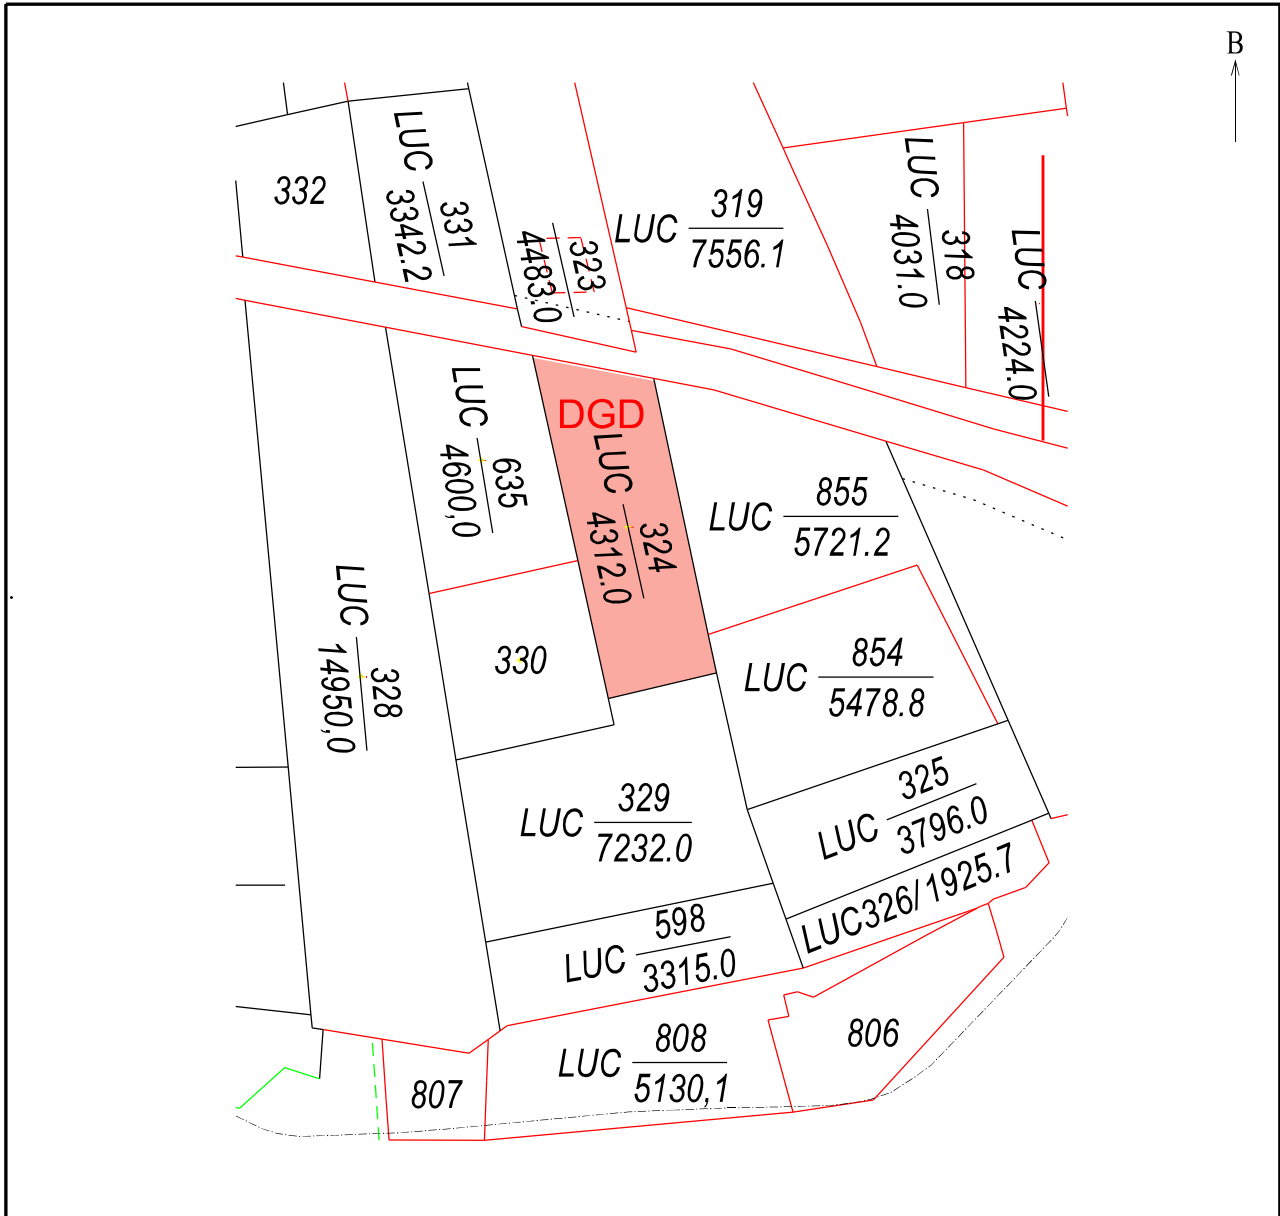 B
332
LUC 331
3342.2
LUC 323
4483.0
LUC 319
7556.1
LUC 318
4031.0
LUC
4224.0
LUC 635
4600,0
DGD
LUC 324
4312.0
LUC 855
5721.2
LUC 328
14950,0
330
LUC 854
5478.8
LUC 329
7232.0
LUC 325
3796.0
LUC326/1925.7
LUC 598
3315.0
LUC 808
5130,1
806
807